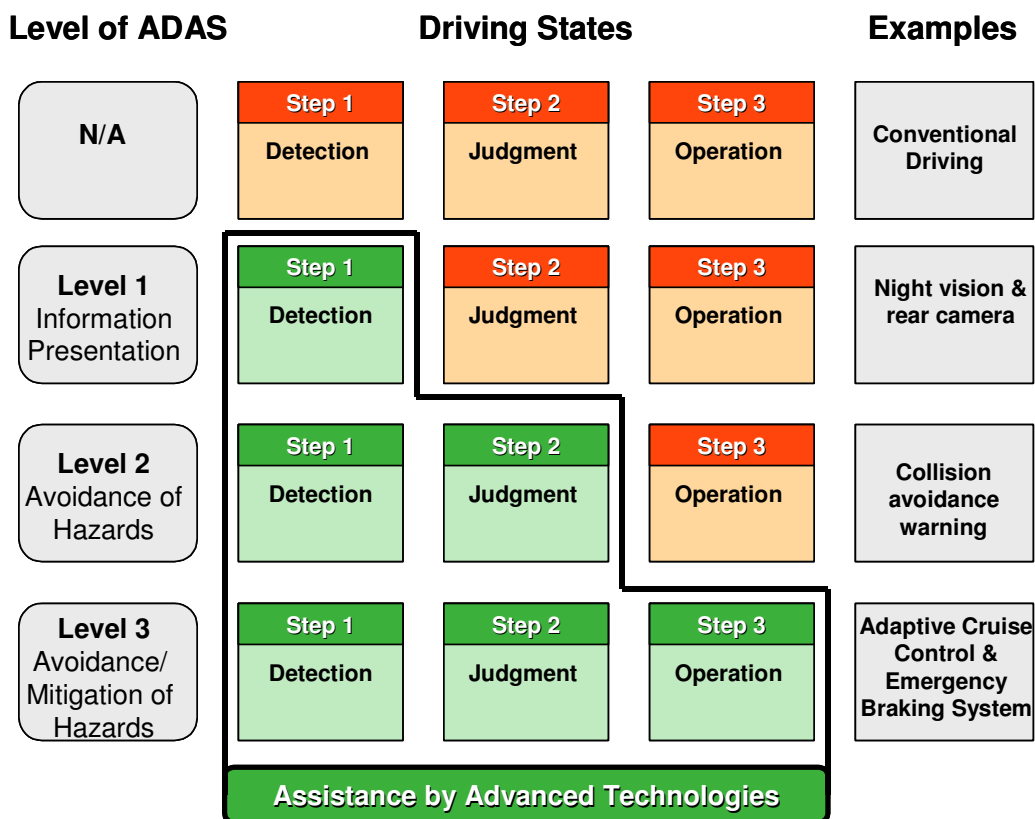 Level of ADAS
Driving States
Examples
N/A
Step 1
Detection
Step 2
Judgment
Step 3
Operation
Conventional
Driving
Level 1
Information
Presentation
Step 1
Detection
Step 2
Judgment
Step 3
Operation
Night vision &
rear camera
Level 2
Avoidance of
Hazards
Step 1
Detection
Step 2
Judgment
Step 3
Operation
Collision
avoidance
warning
Level 3
Avoidance/
Mitigation of
Hazards
Step 1
Detection
Step 2
Judgment
Step 3
Operation
Adaptive Cruise
Control &
Emergency
Braking System
Assistance by Advanced Technologies